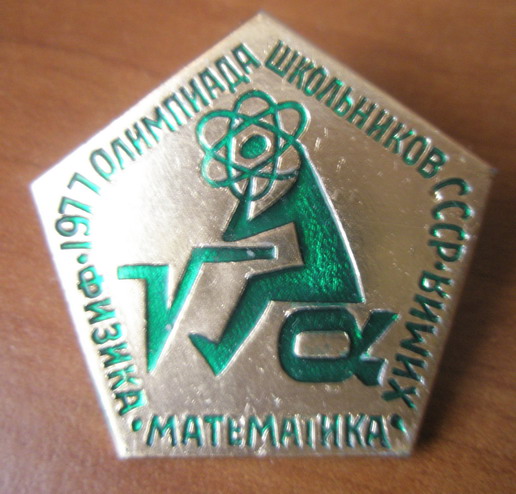 1977 ОЛИМПИАДА ШКОЛЬНИКОВ СССР · ХИМИЯ · МАТЕМАТИКА · ФИЗИКА ·
√α